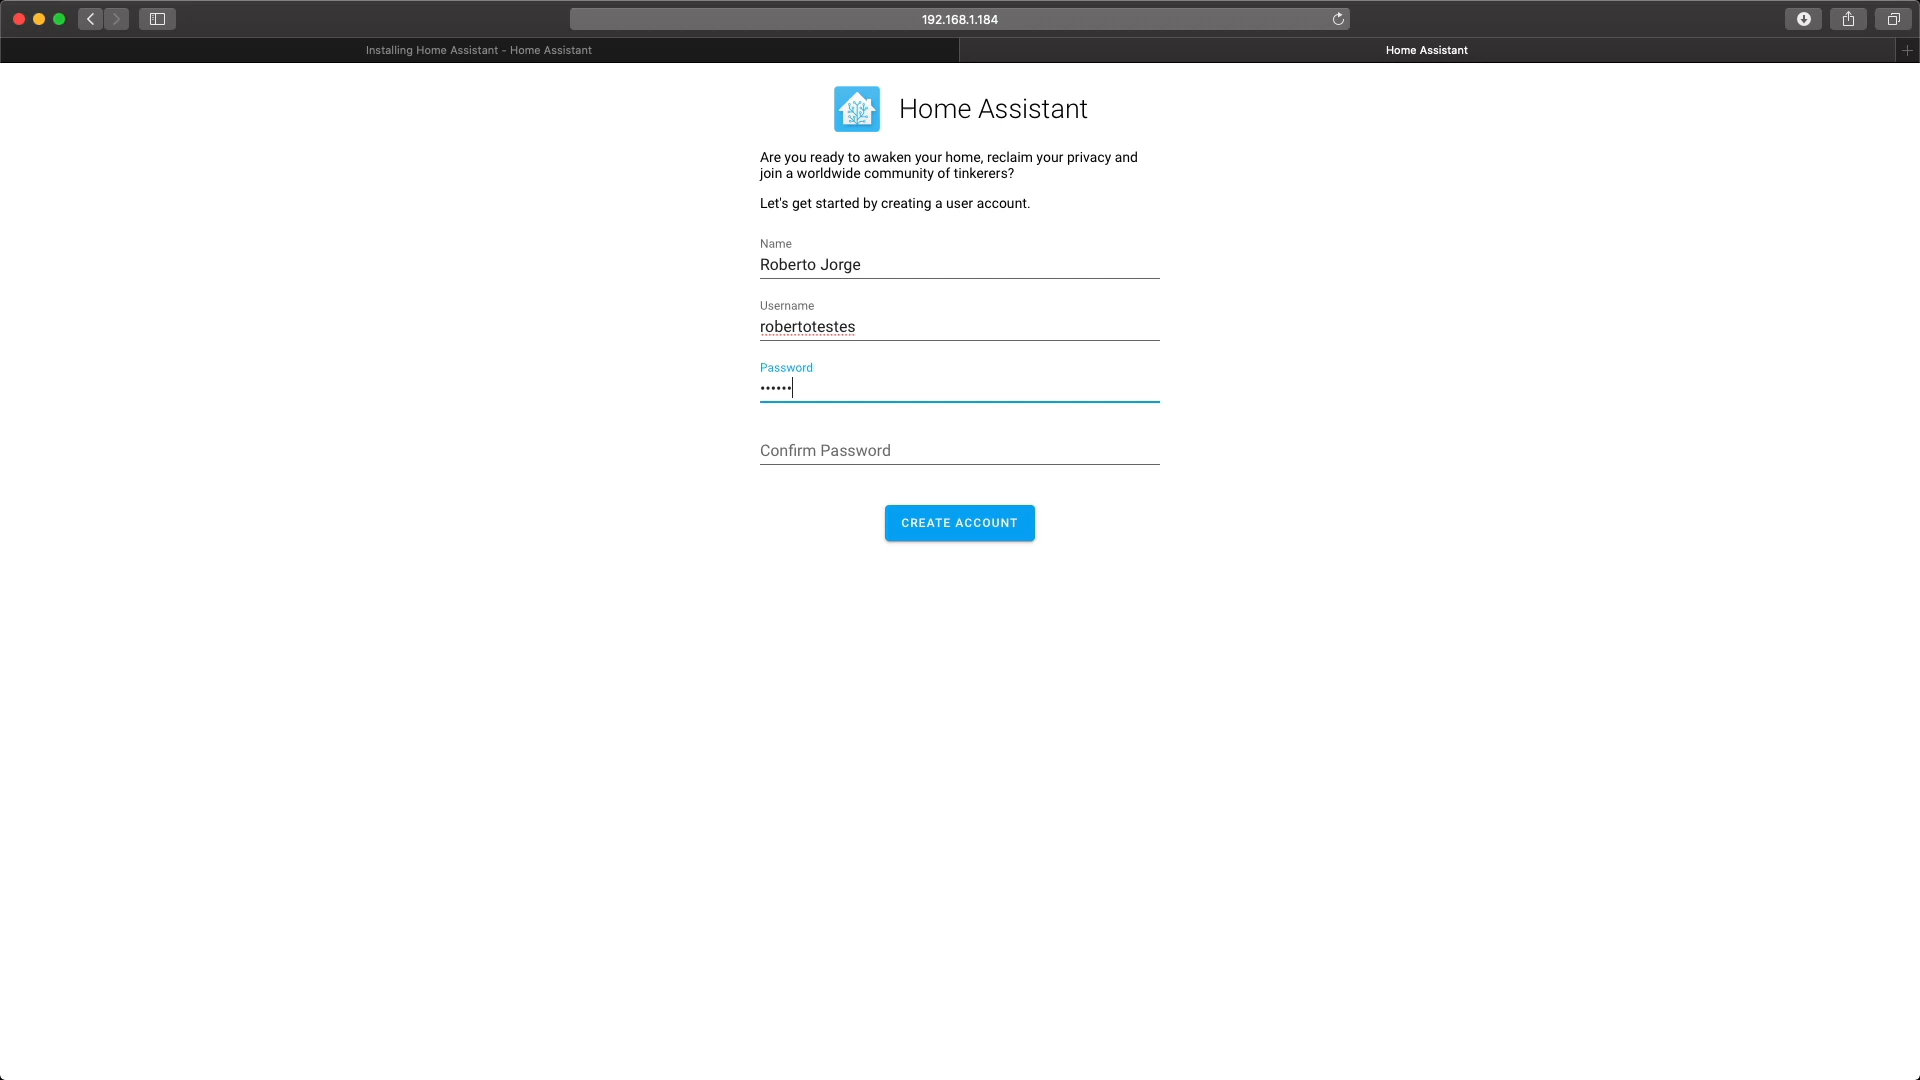 192.168.1.184
Installing Home Assistant - Home Assistant
Home Assistant
Home Assistant
Are you ready to awaken your home, reclaim your privacy and
join a worldwide community of tinkerers?
Let's get started by creating a user account.
Name
Roberto Jorge
Username
robertotestes
Password
••••••
Confirm Password
CREATE ACCOUNT